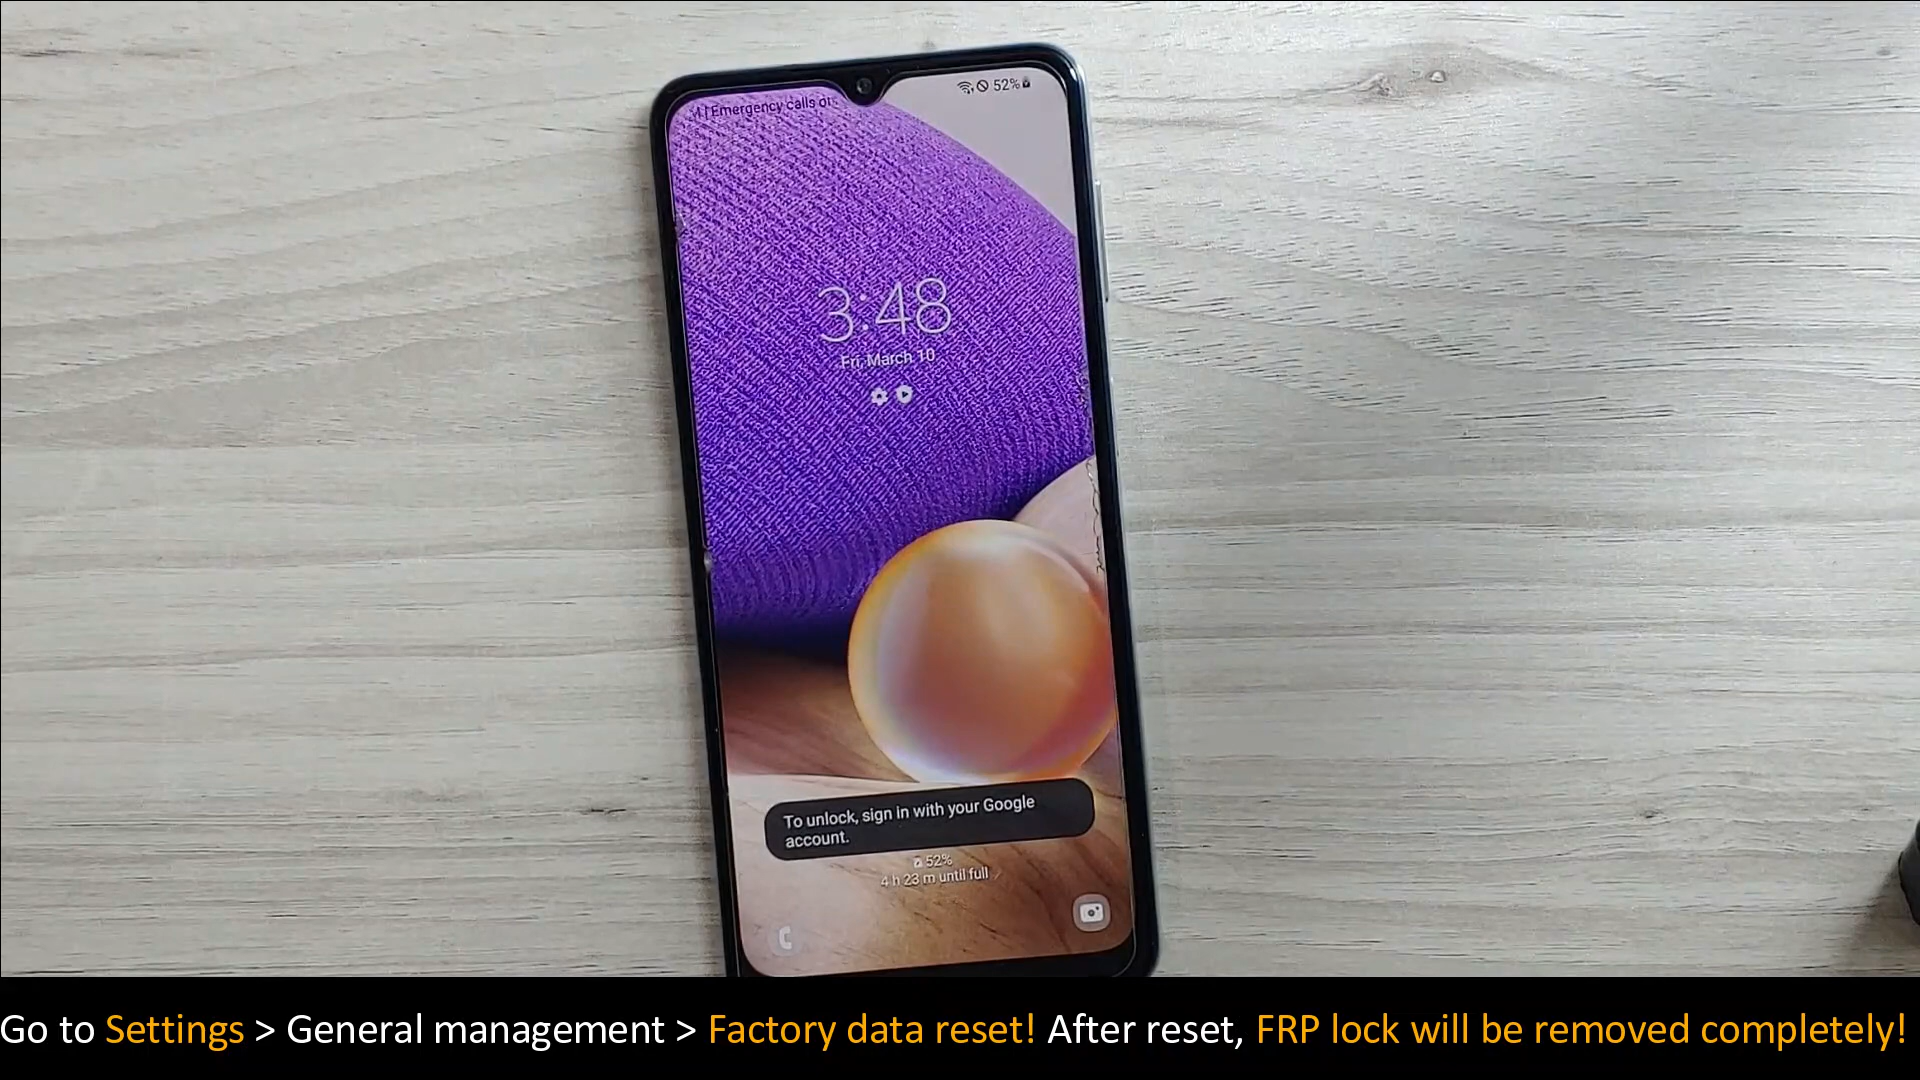 Emergency calls
52%
3:48
Fri, March 10
To unlock, sign in with your Google
account.
52%
4 h 23 m until full
Go to Settings > General management > Factory data reset! After reset, FRP lock will be removed completely!